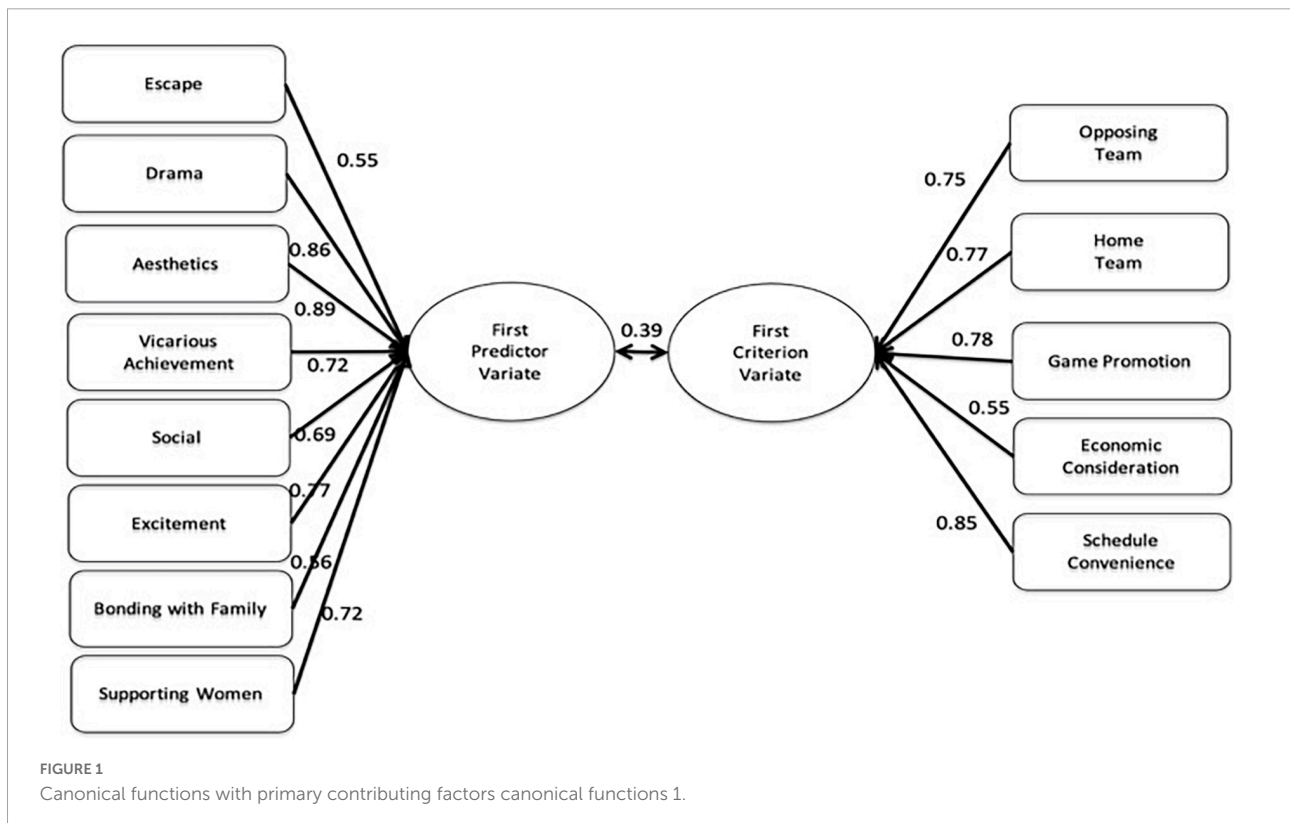 Escape
0.55
Drama
0.86
Aesthetics
0.89
Vicarious
Achievement
0.72
Social
0.69
Excitement
0.77
Bonding with Family
0.56
Supporting Women
0.72
First
Predictor
Variate
0.39
First
Criterion
Variate
Opposing
Team
0.75
Home
Team
0.77
Game Promotion
0.78
Economic
Consideration
0.55
Schedule
Convenience
0.85
FIGURE 1
Canonical functions with primary contributing factors canonical functions 1.